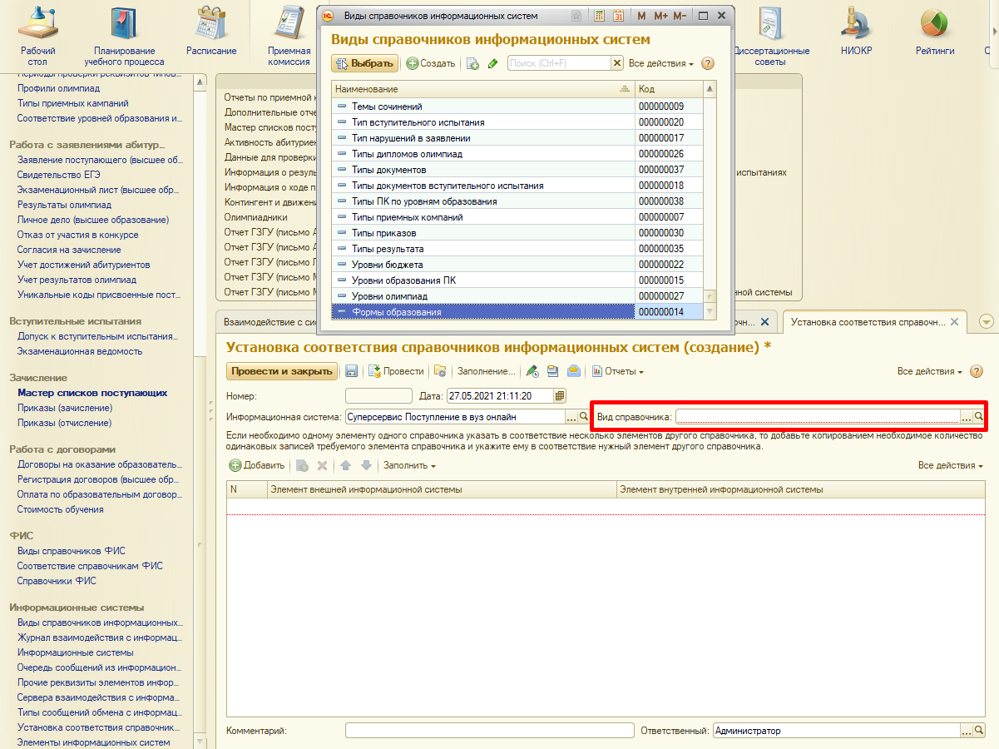 Рабочий стол
Планирование учебного процесса
Расписание
Приемная комиссия
Диссертационные советы
НИОКР
Рейтинги
Периоды проверки реквизитов типов...
Профили олимпиад
Типы приемных кампаний
Соответствие уровней образования и...
Работа с заявлениями абитур...
Заявление поступающего (высшее об...
Свидетельство ЕГЭ
Экзаменационный лист (высшее обр...
Результаты олимпиад
Личное дело (высшее образование)
Отказ от участия в конкурсе
Согласия на зачисление
Учет достижений абитуриентов
Учет результатов олимпиад
Уникальные коды присвоенные пост...
Вступительные испытания
Допуск к вступительным испытания...
Экзаменационная ведомость
Зачисление
Мастер списков поступающих
Приказы (зачисление)
Приказы (отчисление)
Работа с договорами
Договоры на оказание образователь...
Регистрация договоров (высшее обр...
Оплата по образовательным договор...
Стоимость обучения
ФИС
Виды справочников ФИС
Соответствие справочникам ФИС
Справочники ФИС
Информационные системы
Виды справочников информационных...
Журнал взаимодействия с информац...
Информационные системы
Очередь сообщений из информацион...
Прочие реквизиты элементов инфор...
Сервера взаимодействия с информа...
Типы сообщений обмена с информац...
Установка соответствия справочник...
Элементы информационных систем
Отчеты по приемной к
Дополнительные отче
Мастер списков посту
Активность абитуриен
Данные для проверки
Информация о резуль
испытаниях
Информация о ходе п
Контингент и движени
Олимпиадники
Отчет ГЗГУ (письмо А
Отчет ГЗГУ (письмо А
Отчет ГЗГУ (письмо Л
Отчет ГЗГУ (письмо М
Отчет ГЗГУ (письмо М
нной системы
Виды справочников информационных систем
M M+ M-
Виды справочников информационных систем
Выбрать Создать Поиск (Ctrl+F) Все действия
Наименование Код
Темы сочинений 000000009
Тип вступительного испытания 000000020
Тип нарушений в заявлении 000000017
Типы дипломов олимпиад 000000026
Типы документов 000000037
Типы документов вступительного испытания 000000018
Типы ПК по уровням образования 000000038
Типы приемных компаний 000000007
Типы приказов 000000030
Типы результата 000000035
Уровни бюджета 000000022
Уровни образования ПК 000000015
Уровни олимпиад 000000027
Формы образования 000000014
Взаимодействие с си
очн...
Установка соответствия справочн...
Установка соответствия справочников информационных систем (создание) *
Провести и закрыть Провести Заполнение... Отчеты Все действия
Номер: Дата: 27.05.2021 21:11:20
Информационная система: Суперсервис Поступление в вуз онлайн ... Вид справочника: ...
Если необходимо одному элементу одного справочника указать в соответствие несколько элементов другого справочника, то добавьте копированием необходимое количество
одинаковых записей требуемого элемента справочника и укажите ему в соответствие нужный элемент другого справочника.
Добавить Заполнить Все действия
N Элемент внешней информационной системы Элемент внутренней информационной системы
Комментарий: Ответственный: Администратор ...